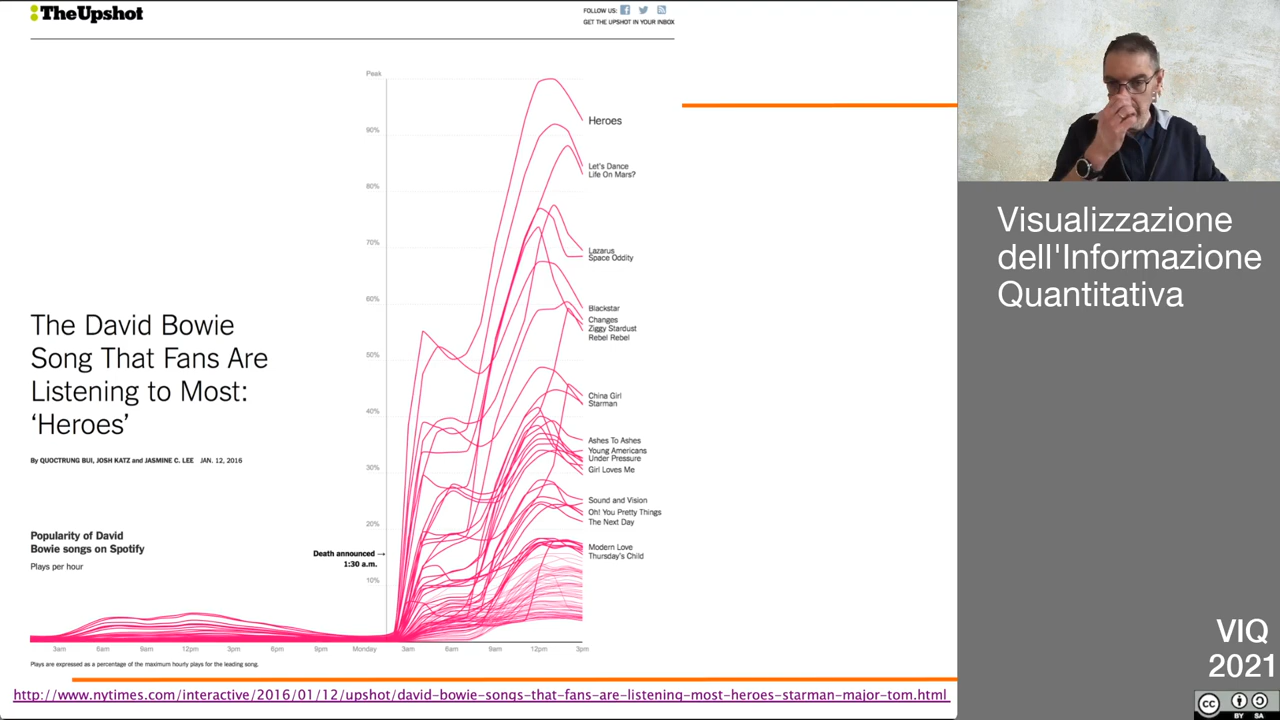 TheUpshot
FOLLOW US:
GET THE UPSHOT IN YOUR INBOX
Peak
90%
80%
70%
60%
50%
40%
30%
20%
10%
Heroes
Let's Dance
Life On Mars?
Lazarus
Space Oddity
Blackstar
Changes
Ziggy Stardust
Rebel Rebel
China Girl
Starman
Ashes To Ashes
Young Americans
Under Pressure
Girl Loves Me
Sound and Vision
Oh! You Pretty Things
The Next Day
Modern Love
Thursday's Child
The David Bowie
Song That Fans Are
Listening to Most:
‘Heroes’
By QUOCTRUNG BUI, JOSH KATZ and JASMINE C. LEE JAN. 12, 2016
Popularity of David
Bowie songs on Spotify
Plays per hour
Death announced →
1:30 a.m.
3am 6am 9am 12pm 3pm 6pm 9pm Monday 3am 6am 9am 12pm 3pm
Plays are expressed as a percentage of the maximum hourly plays for the leading song.
http://www.nytimes.com/interactive/2016/01/12/upshot/david-bowie-songs-that-fans-are-listening-most-heroes-starman-major-tom.html
Visualizzazione
dell'Informazione
Quantitativa
VIQ
2021
cc
BY SA